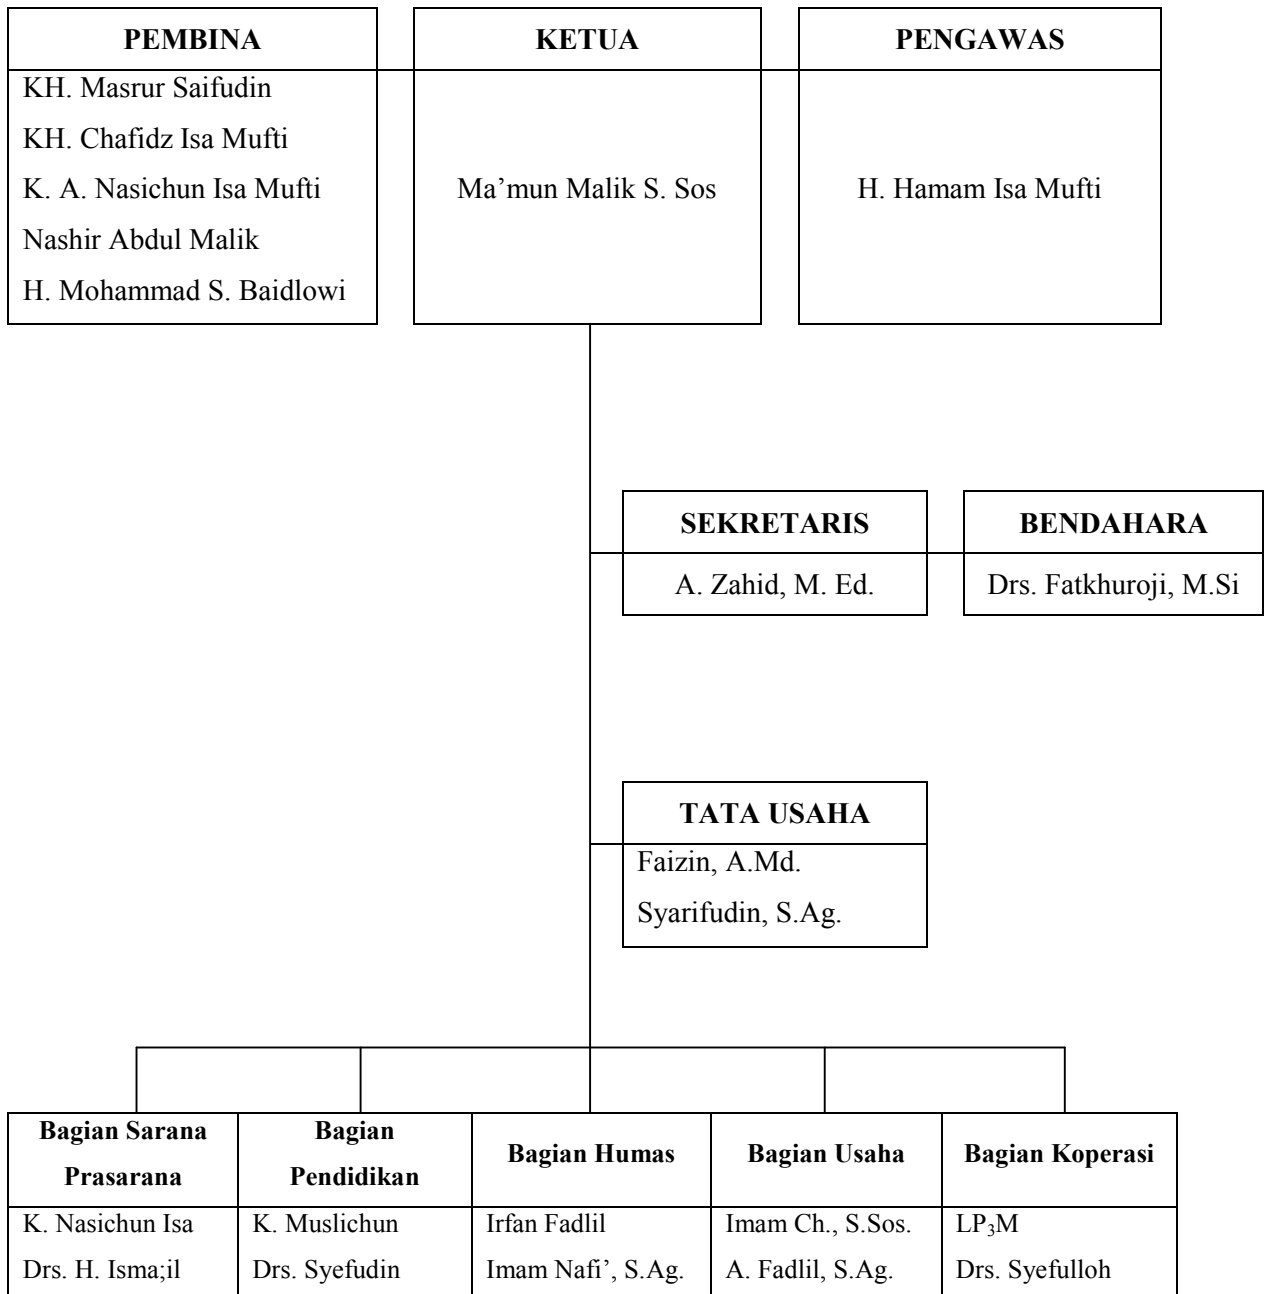 PEMBINA
KETUA
PENGAWAS
KH. Masrur Saifudin
KH. Chafidz Isa Mufti
K. A. Nasichun Isa Mufti
Nashir Abdul Malik
H. Mohammad S. Baidlowi
Ma’mun Malik S. Sos
H. Hamam Isa Mufti
SEKRETARIS
BENDAHARA
A. Zahid, M. Ed.
Drs. Fatkhuroji, M.Si
TATA USAHA
Faizin, A.Md.
Syarifudin, S.Ag.
Bagian Sarana
Prasarana
Bagian
Pendidikan
Bagian Humas
Bagian Usaha
Bagian Koperasi
K. Nasichun Isa
Drs. H. Isma;il
K. Muslichun
Drs. Syefudin
Irfan Fadlil
Imam Nafi’, S.Ag.
Imam Ch., S.Sos.
A. Fadlil, S.Ag.
LP₃M
Drs. Syefulloh